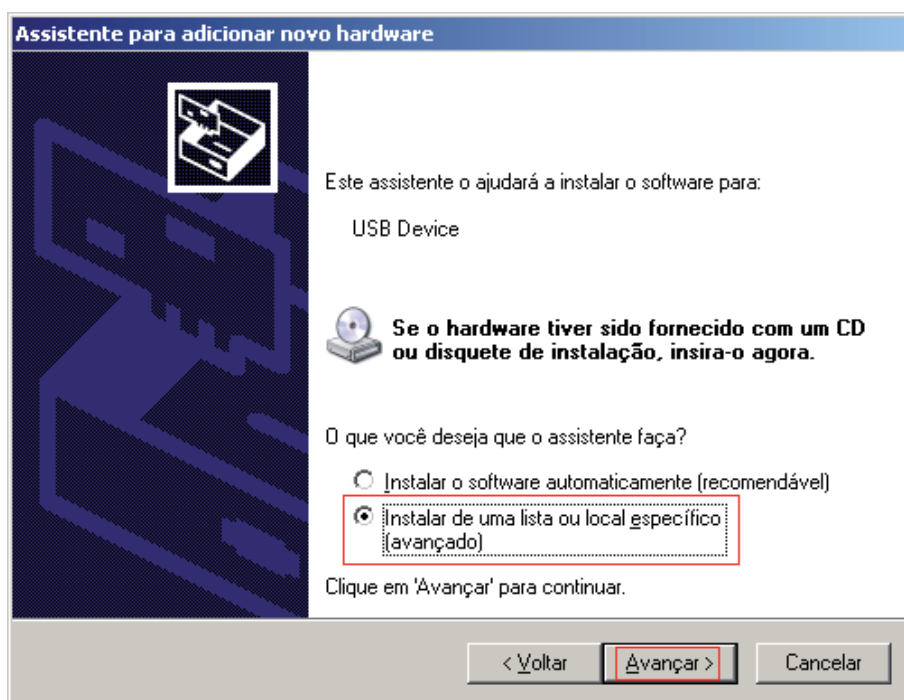 Assistente para adicionar novo hardware
Este assistente o ajudará a instalar o software para:
USB Device
Se o hardware tiver sido fornecido com um CD
ou disquete de instalação, insira-o agora.
O que você deseja que o assistente faça?
Instalar o software automaticamente (recomendável)
Instalar de uma lista ou local específico
(avançado)
Clique em 'Avançar' para continuar.
< Voltar
Avançar >
Cancelar